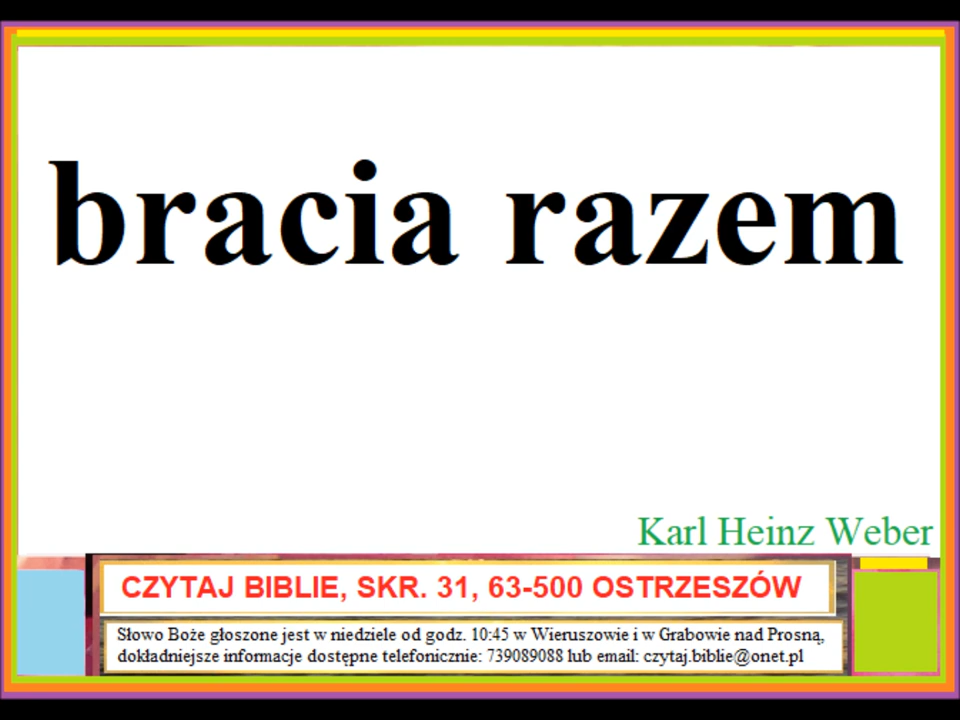 bracia razem
Karl Heinz Weber
CZYTAJ BIBLIE, SKR. 31, 63-500 OSTRZESZÓW
Słowo Boże głoszone jest w niedziele od godz. 10:45 w Wieruszowie i w Grabowie nad Prosną,
dokładniejsze informacje dostępne telefonicznie: 739089088 lub email: czytaj.biblie@onet.pl